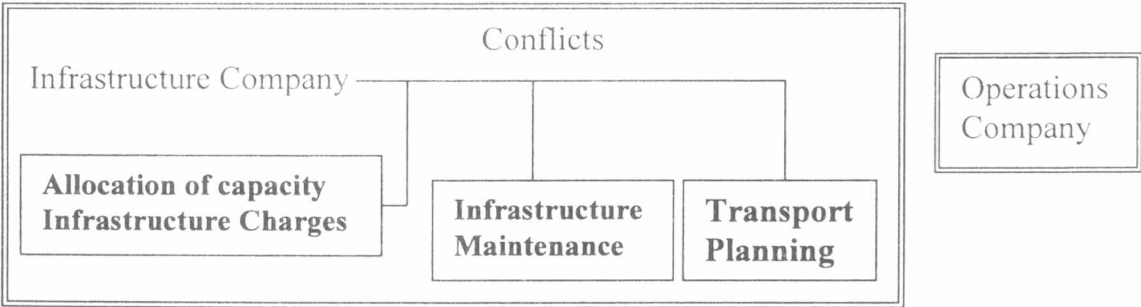 Conflicts
Infrastructure Company
Allocation of capacity
Infrastructure Charges
Infrastructure
Maintenance
Transport
Planning
Operations
Company